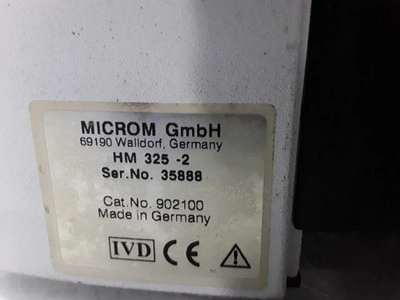 MICROM GmbH
69190 Walldorf, Germany
HM 325 -2
Ser.No. 35888
Cat.No. 902100
Made in Germany
IVD CE